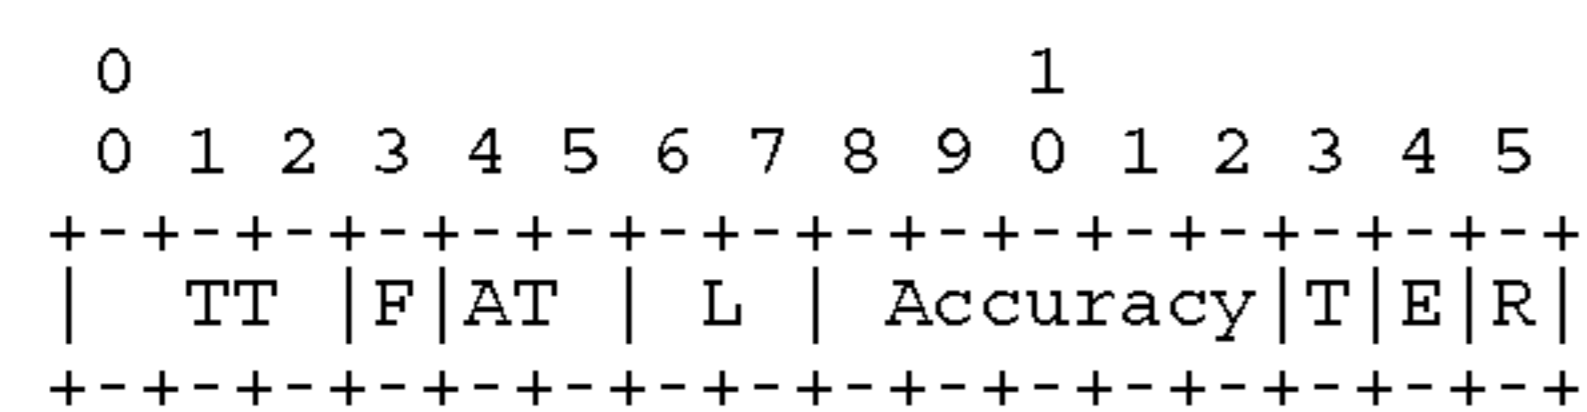 0                   1
 0 1 2 3 4 5 6 7 8 9 0 1 2 3 4 5
+-+-+-+-+-+-+-+-+-+-+-+-+-+-+-+-+
|  TT |F|AT | L | Accuracy|T|E|R|
+-+-+-+-+-+-+-+-+-+-+-+-+-+-+-+-+